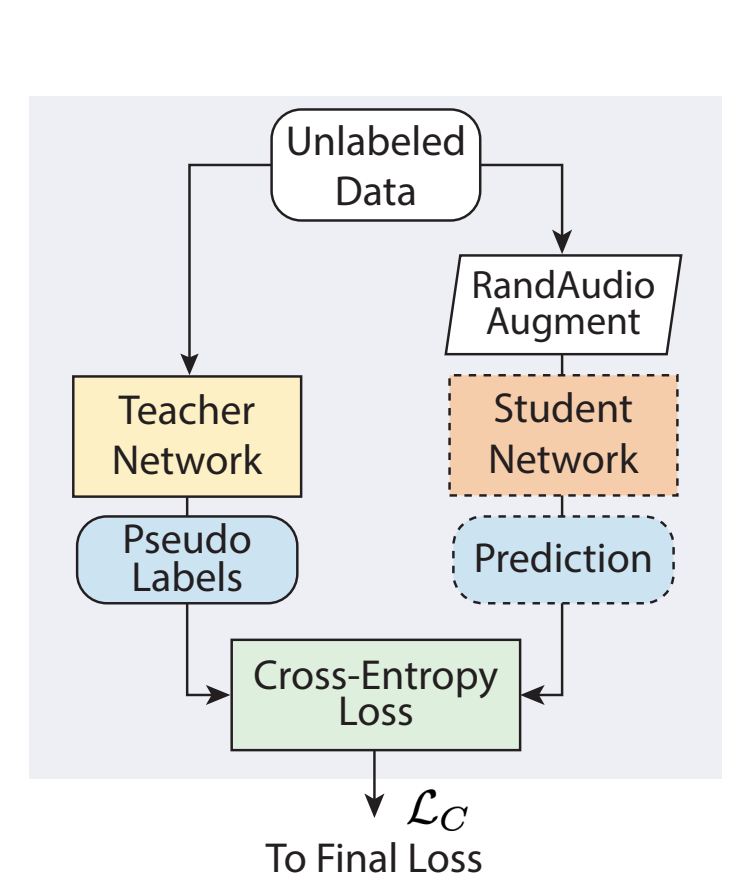 Unlabeled
Data
RandAudio
Augment
Teacher
Network
Student
Network
Pseudo
Labels
Prediction
Cross-Entropy
Loss
ℒ_C
To Final Loss